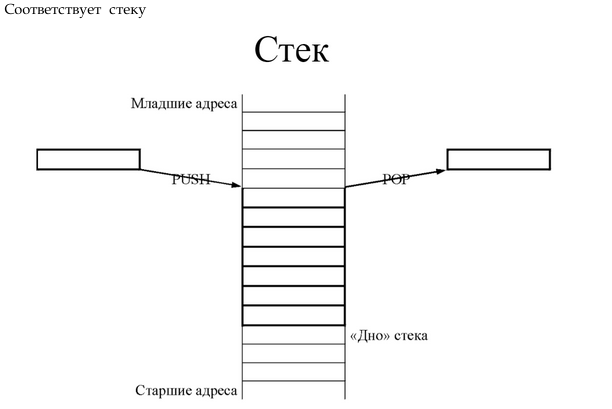 Соответствует стеку
Стек
Младшие адреса
PUSH
POP
«Дно» стека
Старшие адреса